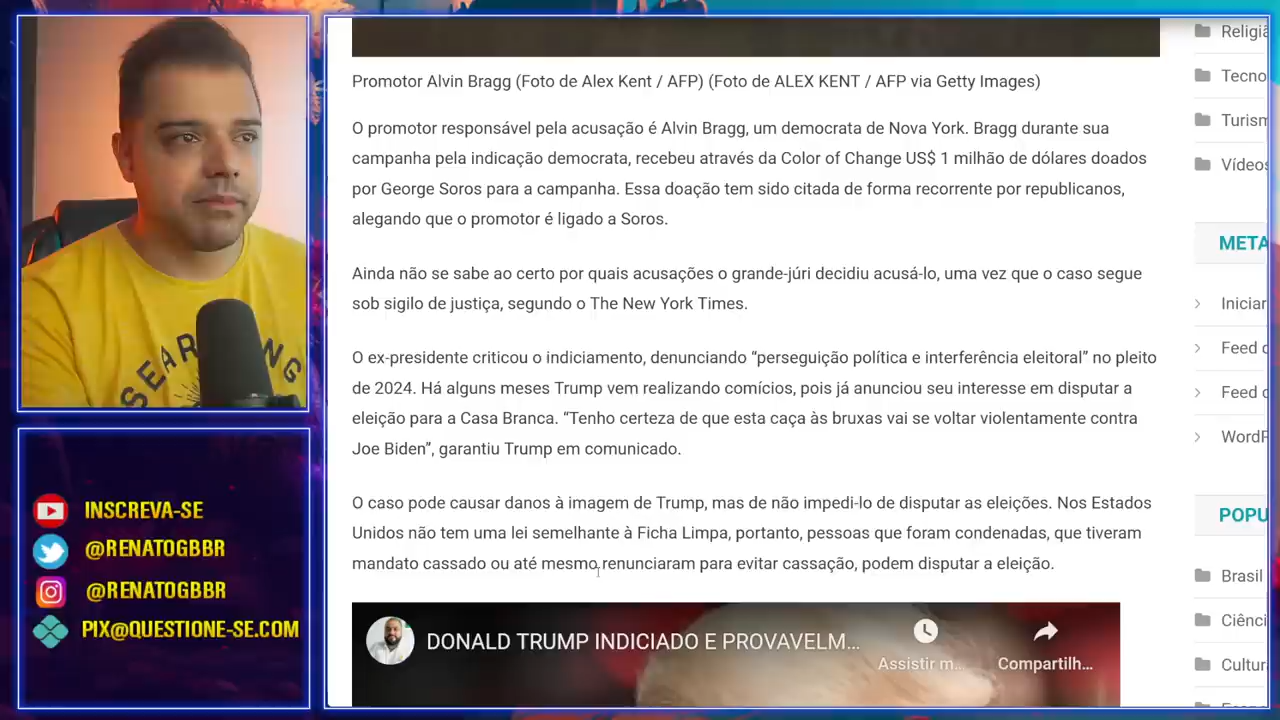 Promotor Alvin Bragg (Foto de Alex Kent / AFP) (Foto de ALEX KENT / AFP via Getty Images)
O promotor responsável pela acusação é Alvin Bragg, um democrata de Nova York. Bragg durante sua
campanha pela indicação democrata, recebeu através da Color of Change US$ 1 milhão de dólares doados
por George Soros para a campanha. Essa doação tem sido citada de forma recorrente por republicanos,
alegando que o promotor é ligado a Soros.
Ainda não se sabe ao certo por quais acusações o grande-júri decidiu acusá-lo, uma vez que o caso segue
sob sigilo de justiça, segundo o The New York Times.
O ex-presidente criticou o indiciamento, denunciando “perseguição política e interferência eleitoral” no pleito
de 2024. Há alguns meses Trump vem realizando comícios, pois já anunciou seu interesse em disputar a
eleição para a Casa Branca. “Tenho certeza de que esta caça às bruxas vai se voltar violentamente contra
Joe Biden”, garantiu Trump em comunicado.
O caso pode causar danos à imagem de Trump, mas de não impedi-lo de disputar as eleições. Nos Estados
Unidos não tem uma lei semelhante à Ficha Limpa, portanto, pessoas que foram condenadas, que tiveram
mandato cassado ou até mesmo renunciaram para evitar cassação, podem disputar a eleição.
DONALD TRUMP INDICIADO E PROVAVELM...
Assistir m...
Compartilh...
Religiã
Tecno
Turism
Vídeos
META
Iniciar
Feed d
Feed d
WordP
POPU
Brasil
Ciênci
Cultur
SEARCHING
INSCREVA-SE
@RENATOGBBR
@RENATOGBBR
PIX@QUESTIONE-SE.COM